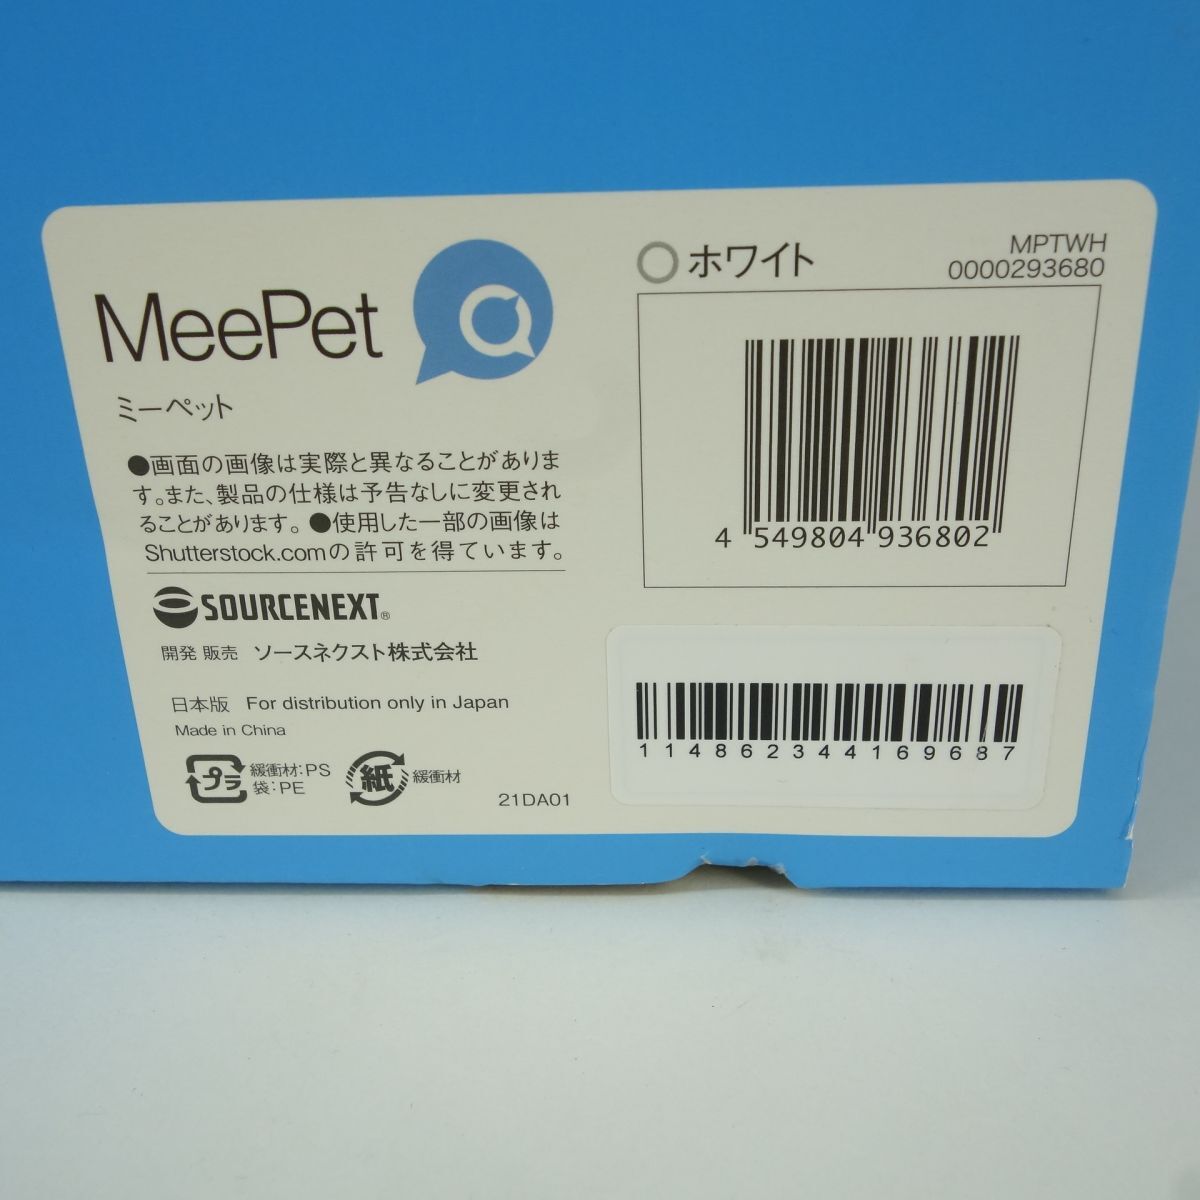 MeePet
ミーペット
●画面の画像は実際と異なることがありま
す。また、製品の仕様は予告なしに変更され
ることがあります。●使用した一部の画像は
Shutterstock.comの許可を得ています。
SOURCENEXT®
開発 販売 ソースネクスト株式会社
日本版 For distribution only in Japan
Made in China
プラ 緩衝材:PS
袋:PE
紙 緩衝材
21DA01
ホワイト
MPTWH
0000293680
4 549804 936802
114862344169687